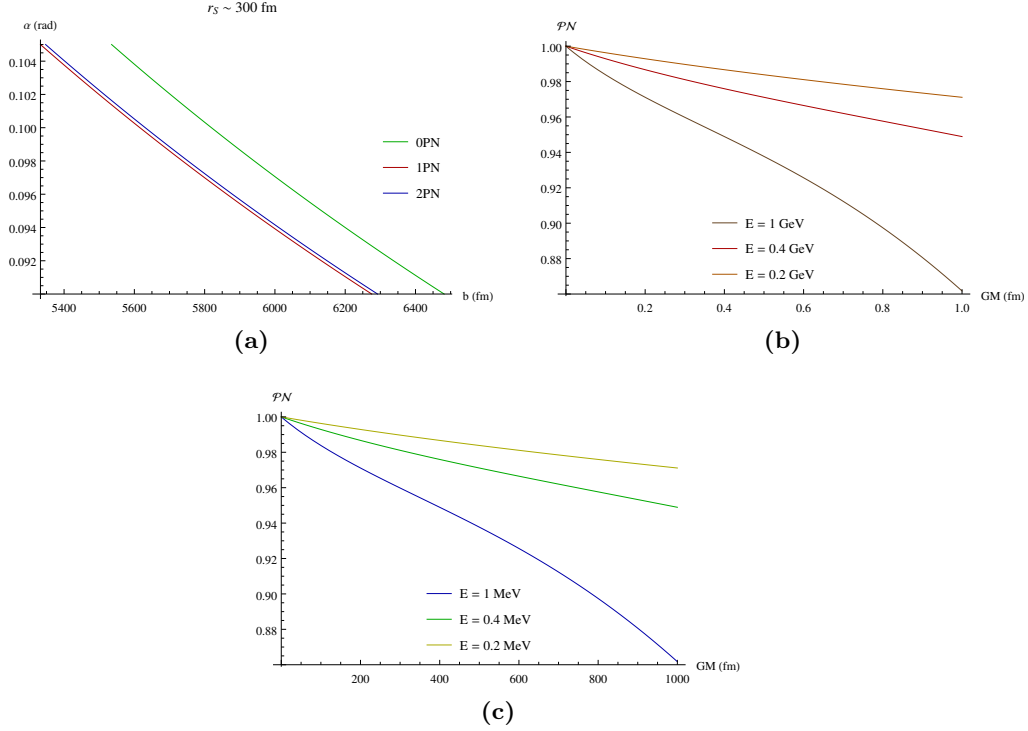 r_S ~ 300 fm
α (rad)
0.104
0.102
0.100
0.098
0.096
0.094
0.092
5400
5600
5800
6000
6200
6400
b (fm)
0PN
1PN
2PN
(a)
𝒫𝒩
1.00
0.98
0.96
0.94
0.92
0.90
0.88
0.2
0.4
0.6
0.8
1.0
GM (fm)
E = 1 GeV
E = 0.4 GeV
E = 0.2 GeV
(b)
𝒫𝒩
1.00
0.98
0.96
0.94
0.92
0.90
0.88
200
400
600
800
1000
GM (fm)
E = 1 MeV
E = 0.4 MeV
E = 0.2 MeV
(c)